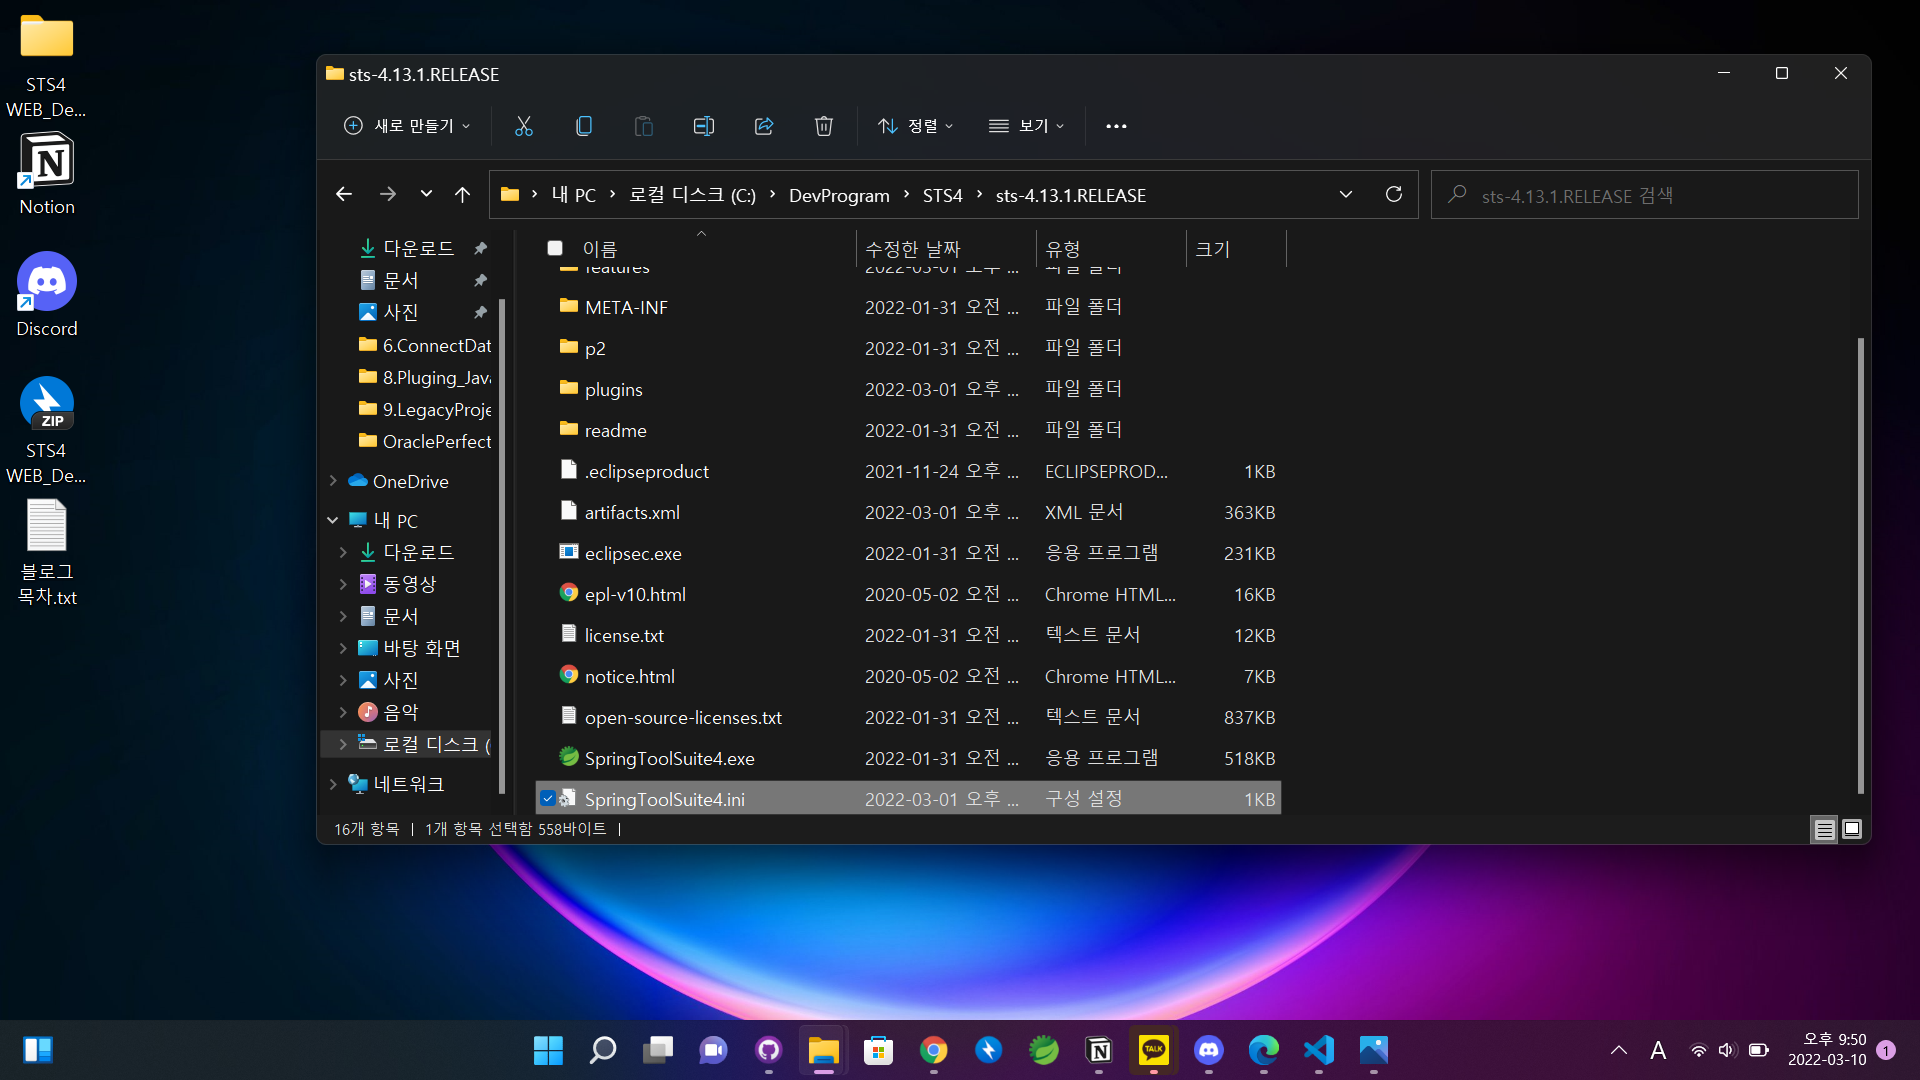 STS4
WEB_De...
Notion
Discord
ZIP
STS4
WEB_De...
블로그
목차.txt
sts-4.13.1.RELEASE
새로 만들기
정렬
보기
내 PC
로컬 디스크 (C:)
DevProgram
STS4
sts-4.13.1.RELEASE
sts-4.13.1.RELEASE 검색
다운로드
문서
사진
6.ConnectDat
8.Pluging_Java
9.LegacyProje
OraclePerfect
OneDrive
내 PC
다운로드
동영상
문서
바탕 화면
사진
음악
로컬 디스크 (
네트워크
이름 수정한 날짜 유형 크기
features 2022-03-01 오후 ... 파일 폴더
META-INF 2022-01-31 오전 ... 파일 폴더
p2 2022-01-31 오전 ... 파일 폴더
plugins 2022-03-01 오후 ... 파일 폴더
readme 2022-01-31 오전 ... 파일 폴더
.eclipseproduct 2021-11-24 오후 ... ECLIPSEPROD... 1KB
artifacts.xml 2022-03-01 오후 ... XML 문서 363KB
eclipsec.exe 2022-01-31 오전 ... 응용 프로그램 231KB
epl-v10.html 2020-05-02 오전 ... Chrome HTML... 16KB
license.txt 2022-01-31 오전 ... 텍스트 문서 12KB
notice.html 2020-05-02 오전 ... Chrome HTML... 7KB
open-source-licenses.txt 2022-01-31 오전 ... 텍스트 문서 837KB
SpringToolSuite4.exe 2022-01-31 오전 ... 응용 프로그램 518KB
SpringToolSuite4.ini 2022-03-01 오후 ... 구성 설정 1KB
16개 항목 | 1개 항목 선택함 558바이트 |
TALK
A
오후 9:50
2022-03-10
1